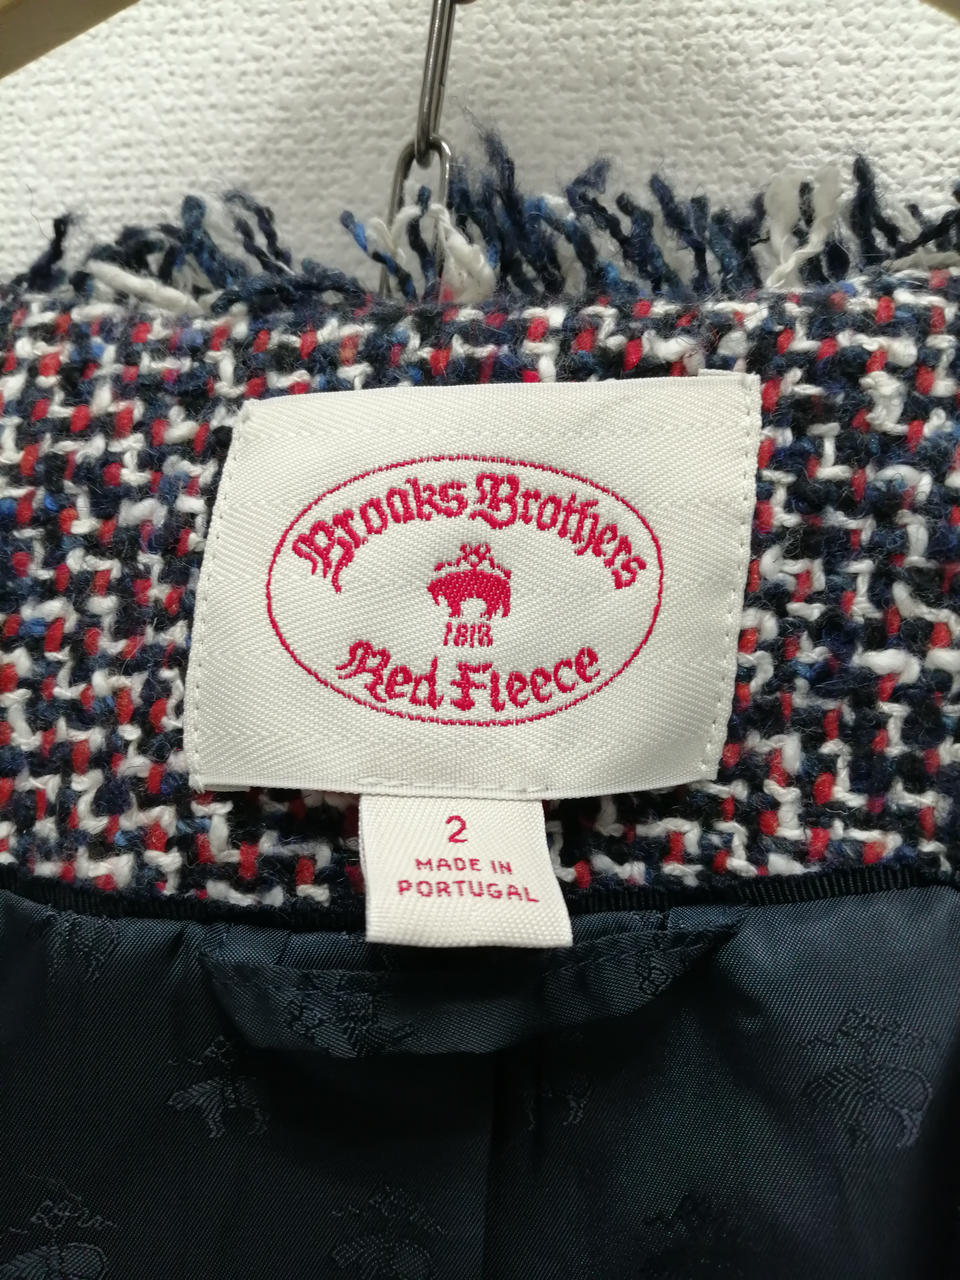 Brooks Brothers
1818
Red Fleece
2
MADE IN
PORTUGAL